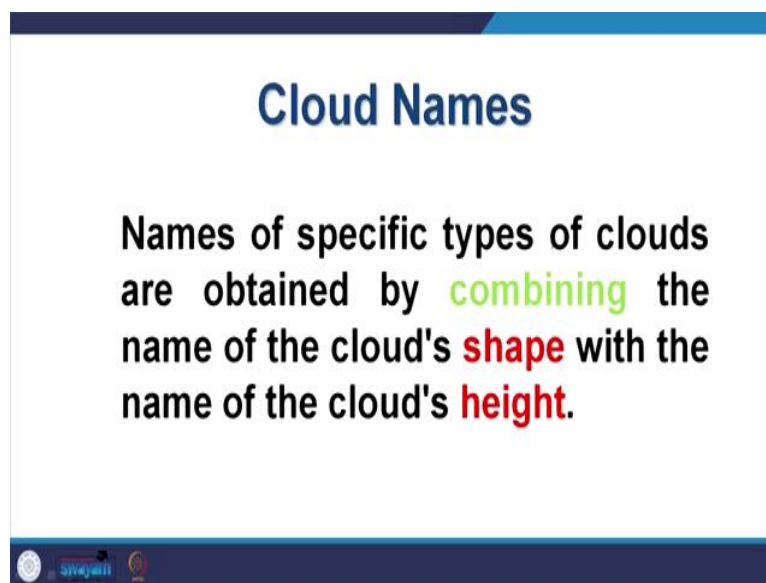 Cloud Names
Names of specific types of clouds
are obtained by combining the
name of the cloud's shape with the
name of the cloud's height.
swayam